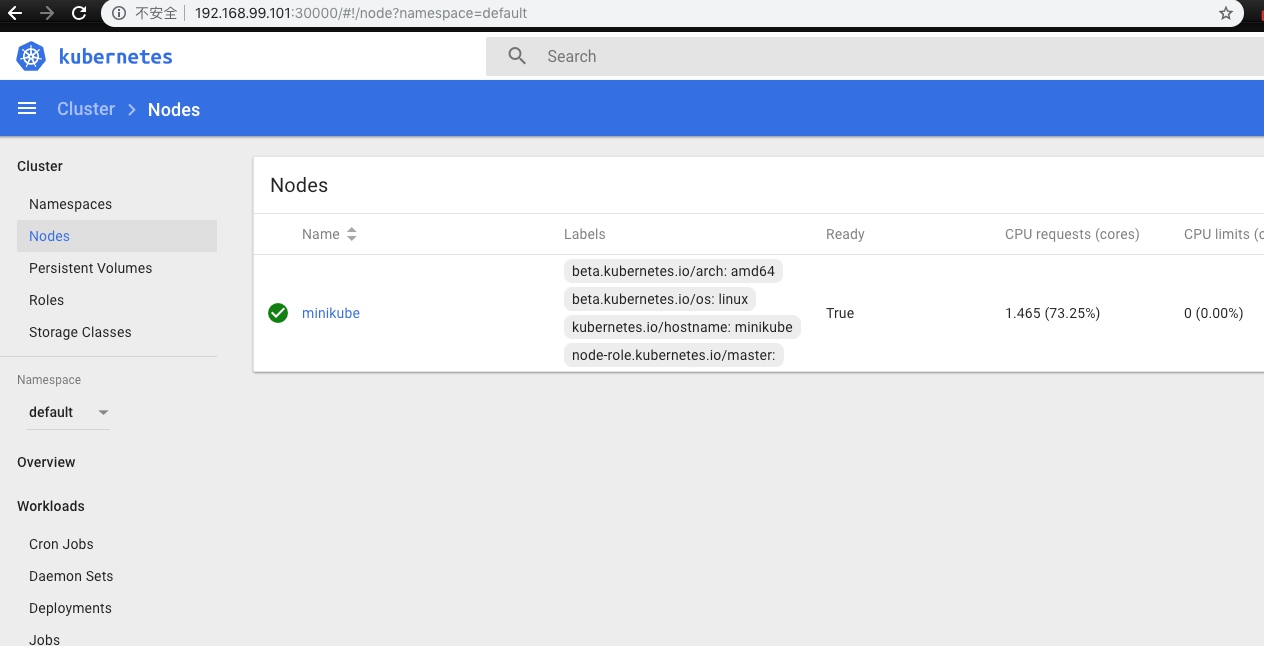 不安全 192.168.99.101:30000/#!/node?namespace=default
kubernetes
Search
Cluster Nodes
Cluster
Namespaces
Nodes
Persistent Volumes
Roles
Storage Classes
Namespace
default
Overview
Workloads
Cron Jobs
Daemon Sets
Deployments
Jobs
Nodes
Name Labels Ready CPU requests (cores) CPU limits (c
beta.kubernetes.io/arch: amd64
beta.kubernetes.io/os: linux
minikube True 1.465 (73.25%) 0 (0.00%)
kubernetes.io/hostname: minikube
node-role.kubernetes.io/master: